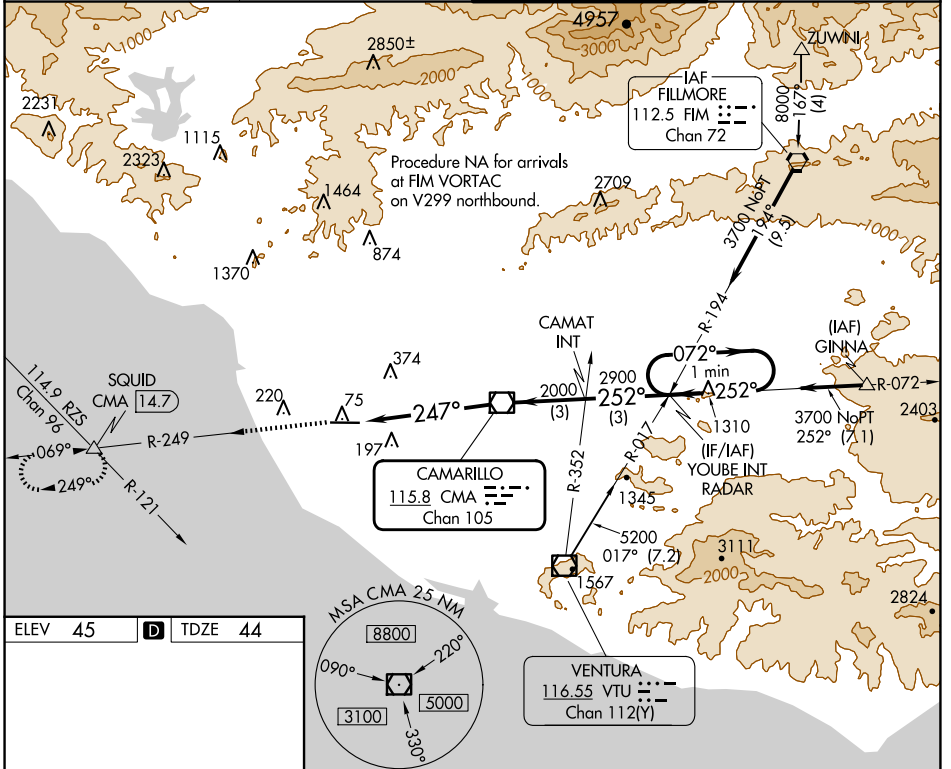 4957
3000
ZUWNI
1000
2850±
2000
IAF
FILLMORE
112.5 FIM
Chan 72
8000
167°
(4)
2231
1115
2323
1464
Procedure NA for arrivals
at FIM VORTAC
on V299 northbound.
2709
3700 NoPT
194°
(9.5)
1000
874
1370
R-194
CAMAT
INT
(IAF)
GINNA
072°
1 min
R-072
114.9 RZS
Chan 96
SQUID
CMA 14.7
374
220
75
247°
2000
(3)
252°
2900
(3)
252°
3700 NoPT
252° (7.1)
2403
1310
(IF/IAF)
YOUBE INT
RADAR
069°
249°
R-249
R-121
197
CAMARILLO
115.8 CMA
Chan 105
R-352
R-017
1345
5200
017° (7.2)
3111
2000
1567
2824
MSA CMA 25 NM
8800
220°
090°
5000
3100
330°
VENTURA
116.55 VTU
Chan 112(Y)
ELEV 45 D TDZE 44